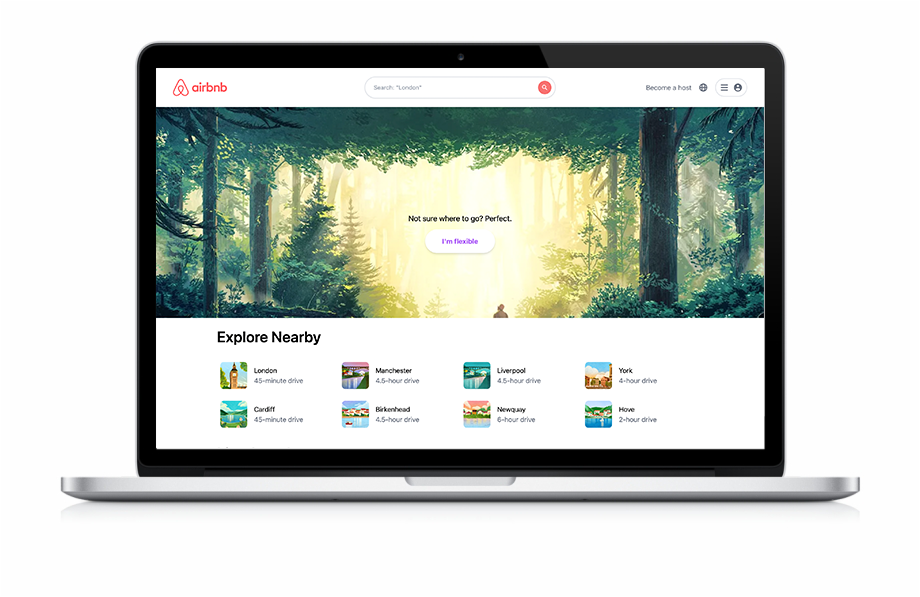 airbnb
Search: "London"
Become a host
Not sure where to go? Perfect.
I'm flexible
Explore Nearby
London
45-minute drive
Manchester
4.5-hour drive
Liverpool
4.5-hour drive
York
4-hour drive
Cardiff
45-minute drive
Birkenhead
4.5-hour drive
Newquay
6-hour drive
Hove
2-hour drive